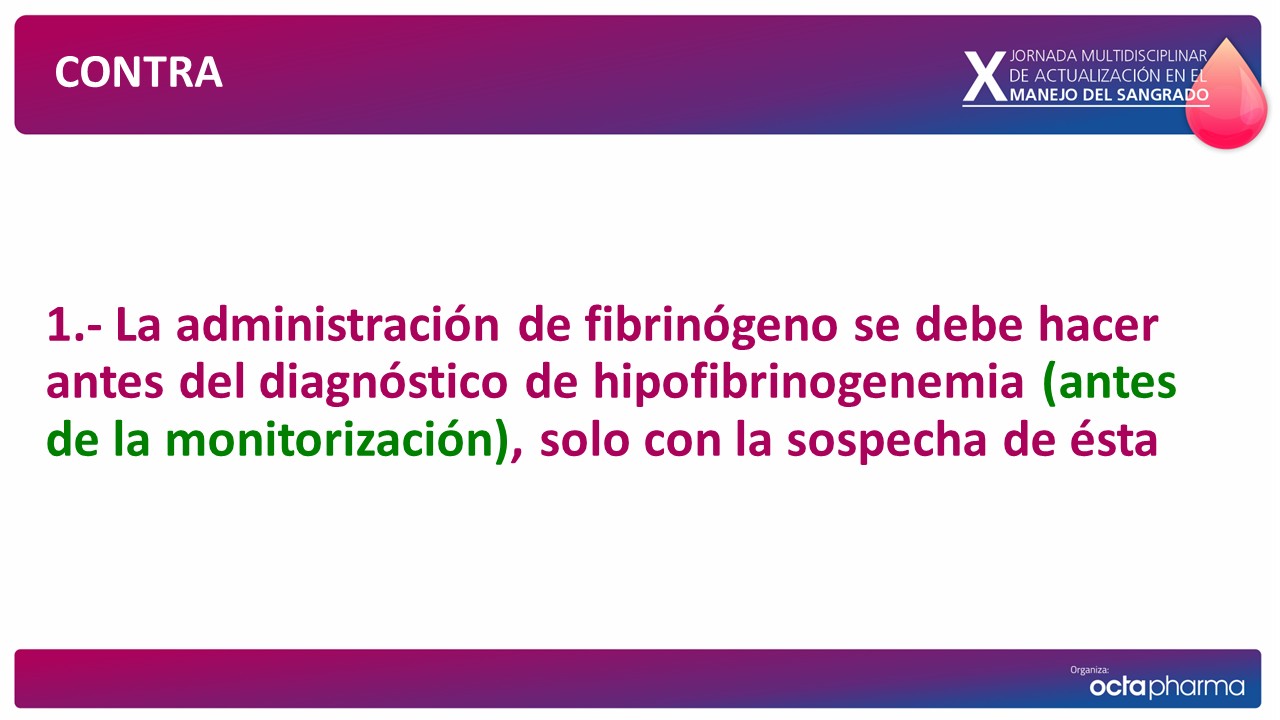 CONTRA
X JORNADA MULTIDISCIPLINAR
DE ACTUALIZACIÓN EN EL
MANEJO DEL SANGRADO
1.- La administración de fibrinógeno se debe hacer
antes del diagnóstico de hipofibrinogenemia (antes
de la monitorización), solo con la sospecha de ésta
Organiza:
octapharma